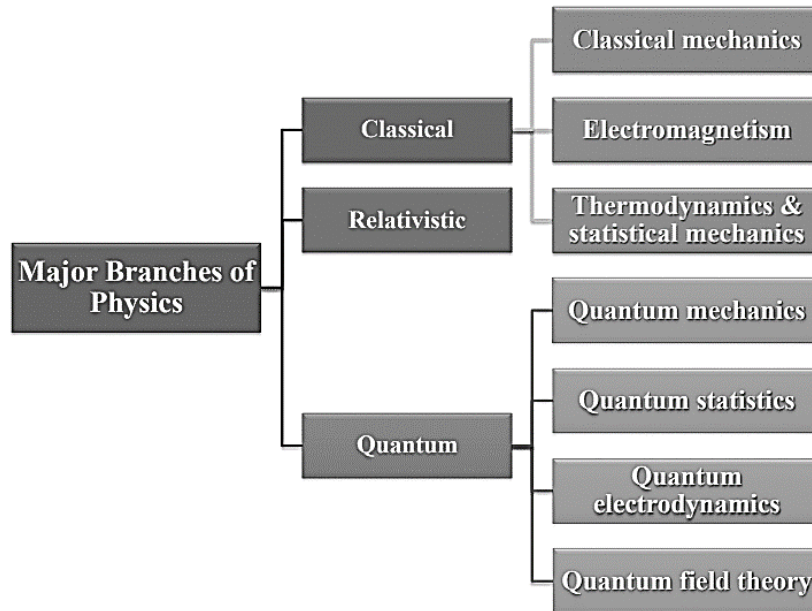 Major Branches of
Physics
Classical
Relativistic
Quantum
Classical mechanics
Electromagnetism
Thermodynamics &
statistical mechanics
Quantum mechanics
Quantum statistics
Quantum
electrodynamics
Quantum field theory